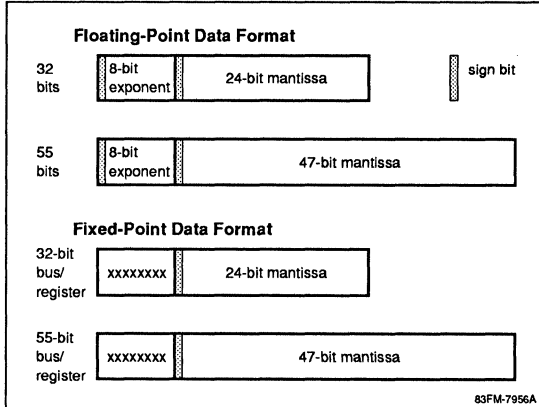 Floating-Point Data Format
32
bits
8-bit
exponent
24-bit mantissa
sign bit
55
bits
8-bit
exponent
47-bit mantissa
Fixed-Point Data Format
32-bit
bus/
register
xxxxxxxx
24-bit mantissa
55-bit
bus/
register
xxxxxxxx
47-bit mantissa
83FM-7956A